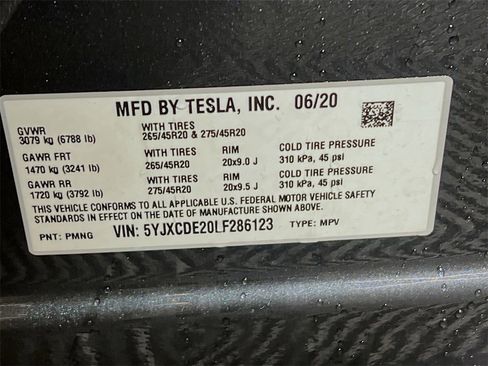 MFD BY TESLA, INC. 06/20
GVWR
3079 kg (6788 lb)
WITH TIRES
265/45R20 & 275/45R20
GAWR FRT
1470 kg (3241 lb)
WITH TIRES
265/45R20
RIM
20x9.0 J
COLD TIRE PRESSURE
310 kPa, 45 psi
GAWR RR
1720 kg (3792 lb)
WITH TIRES
275/45R20
RIM
20x9.5 J
COLD TIRE PRESSURE
310 kPa, 45 psi
THIS VEHICLE CONFORMS TO ALL APPLICABLE U.S. FEDERAL MOTOR VEHICLE SAFETY
STANDARDS IN EFFECT ON THE DATE OF MANUFACTURE SHOWN ABOVE.
PNT: PMNG VIN: 5YJXCDE20LF286123 TYPE: MPV